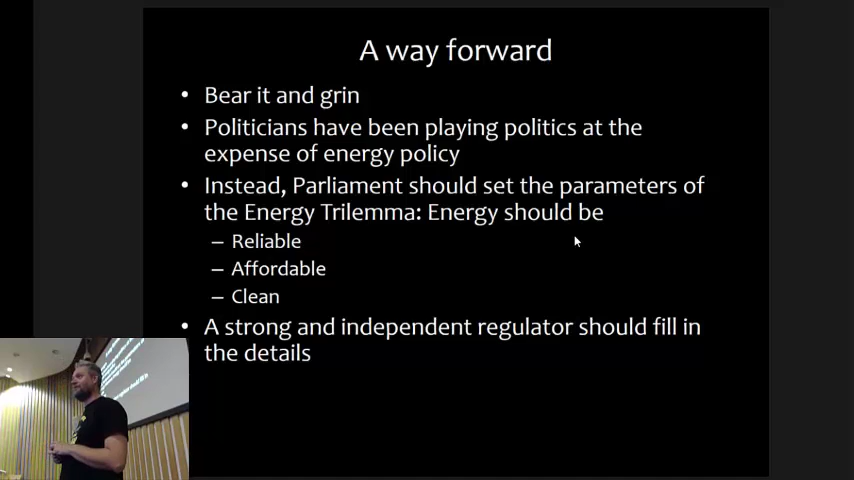 A way forward
• Bear it and grin
• Politicians have been playing politics at the
expense of energy policy
• Instead, Parliament should set the parameters of
the Energy Trilemma: Energy should be
– Reliable
– Affordable
– Clean
• A strong and independent regulator should fill in
the details